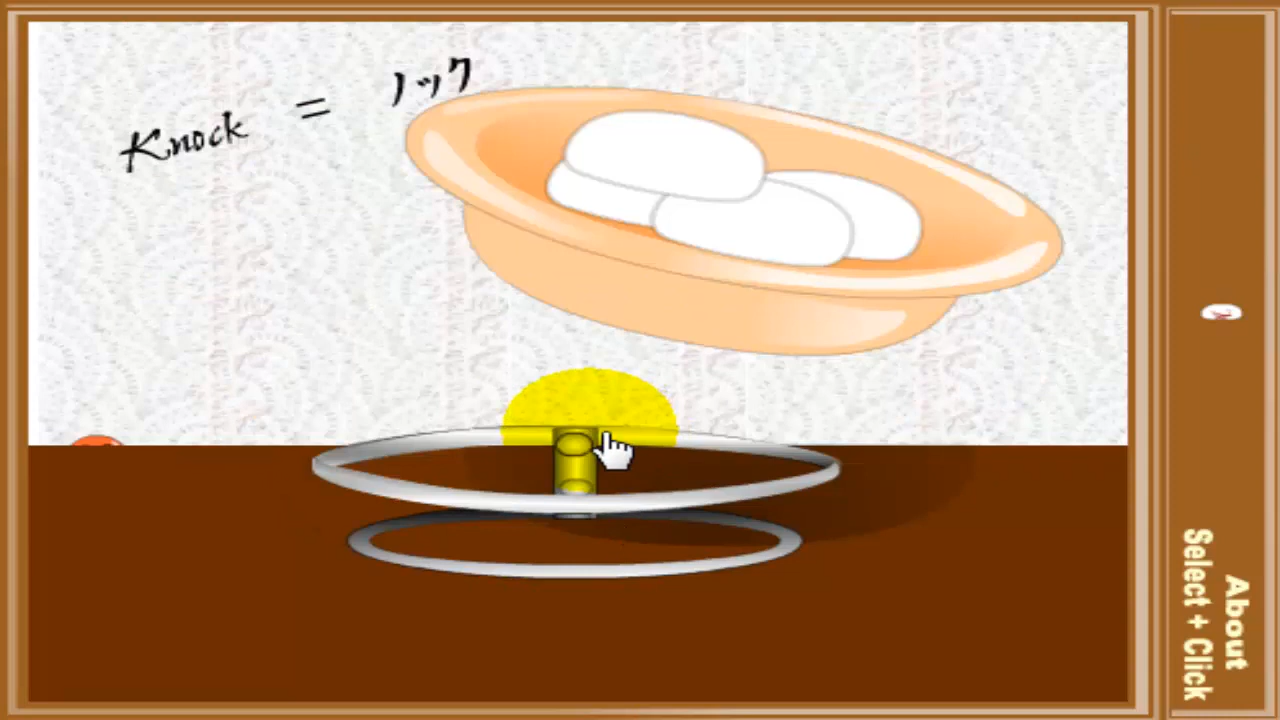 Knock = ノック
About
Select + Click